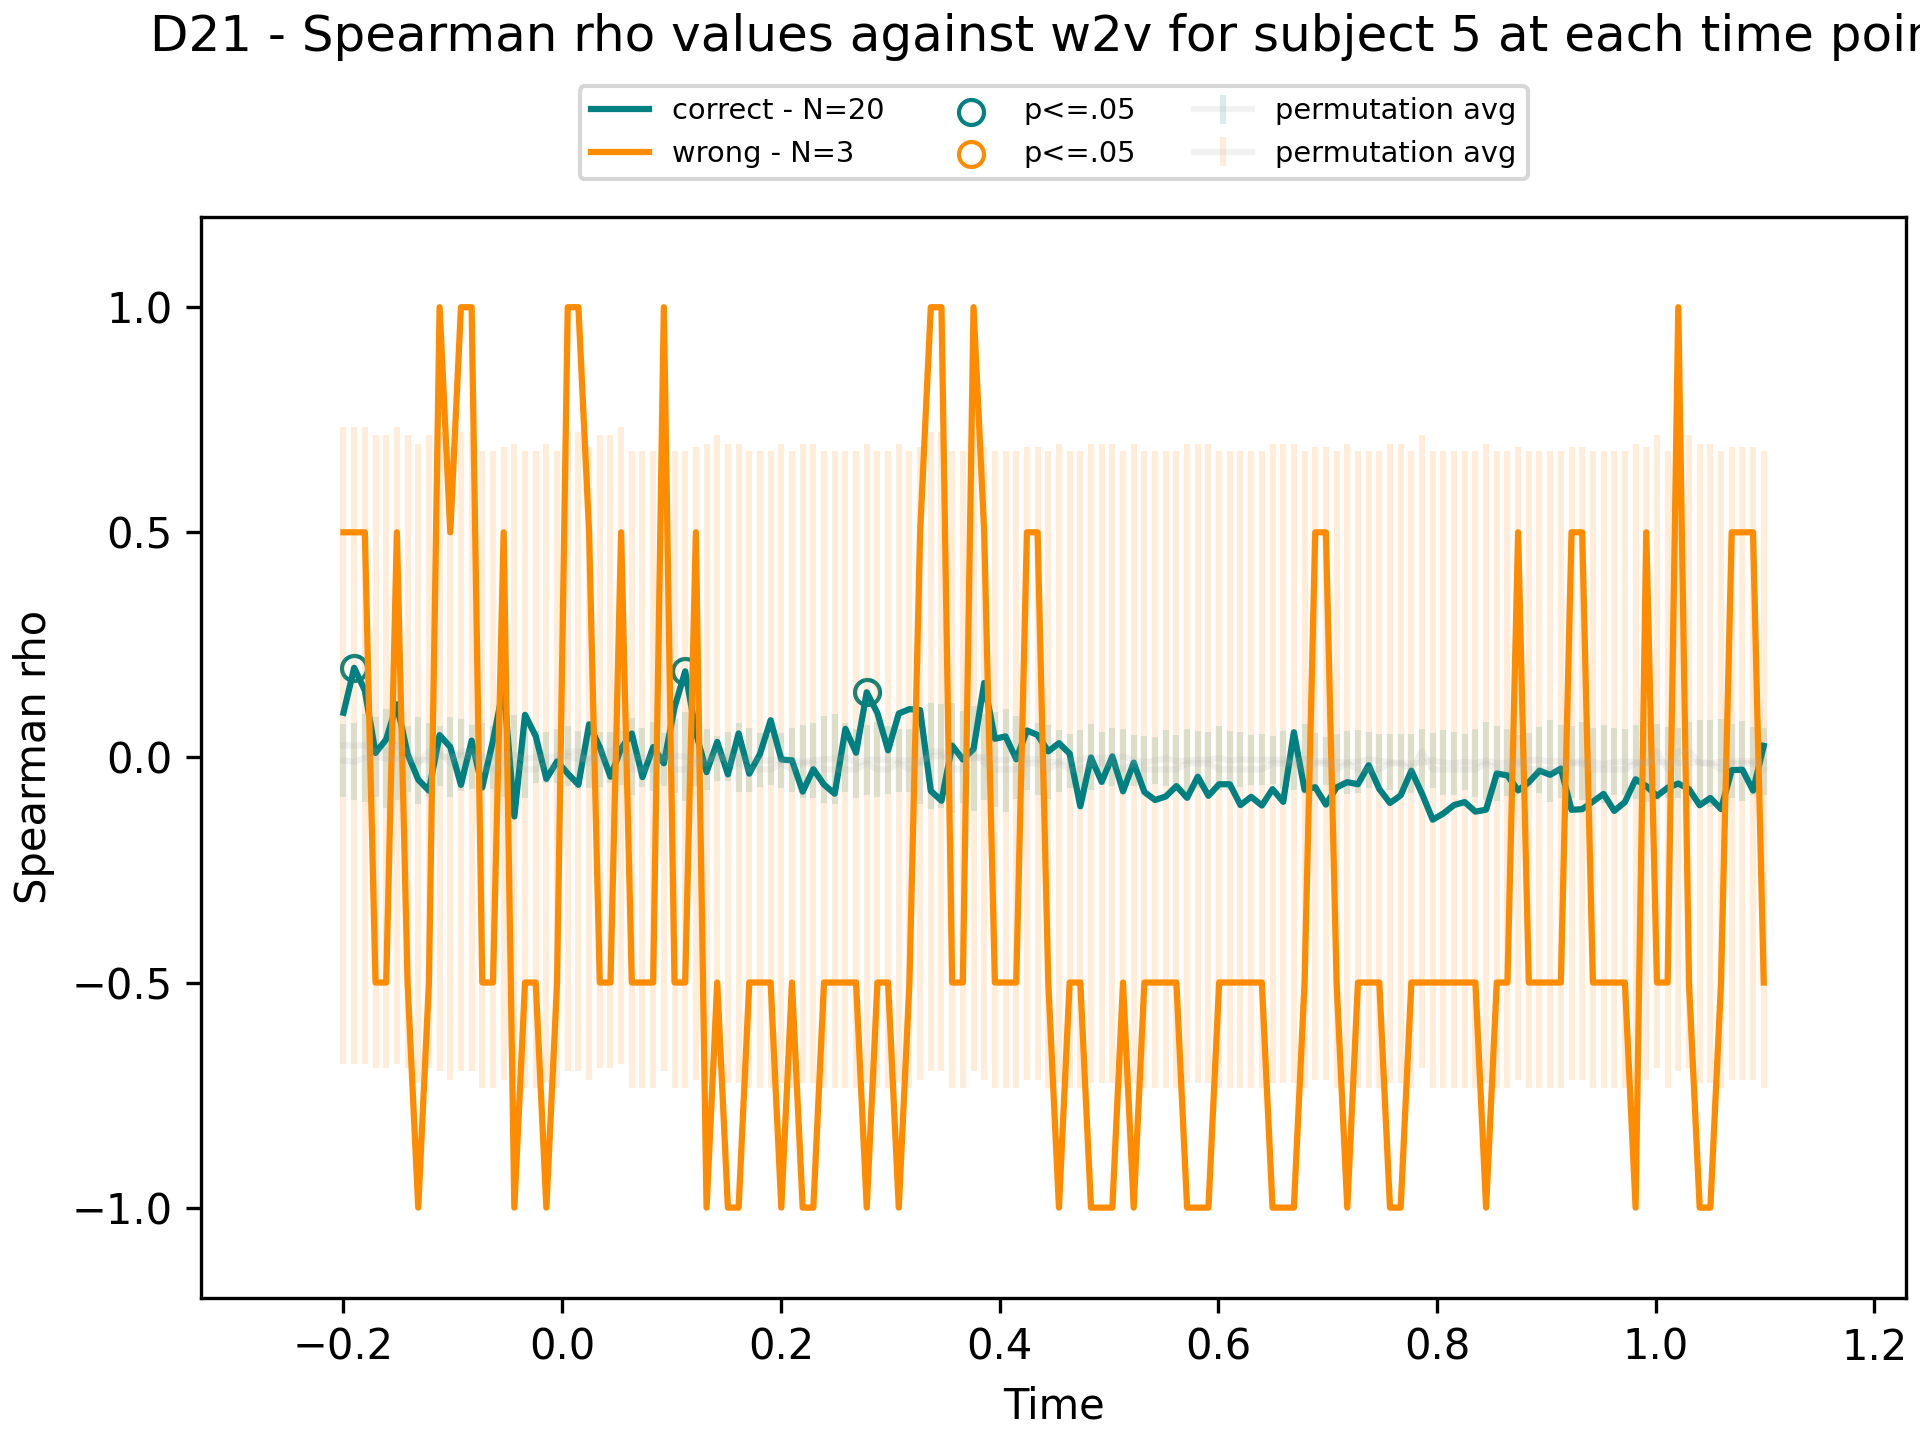 D21 - Spearman rho values against w2v for subject 5 at each time
correct - N=20 p<=.05 permutation avg
wrong - N=3 p<=.05 permutation avg
1.0
0.5
0.0
−0.5
−1.0
Spearman rho
−0.2 0.0 0.2 0.4 0.6 0.8 1.0 1.2
Time